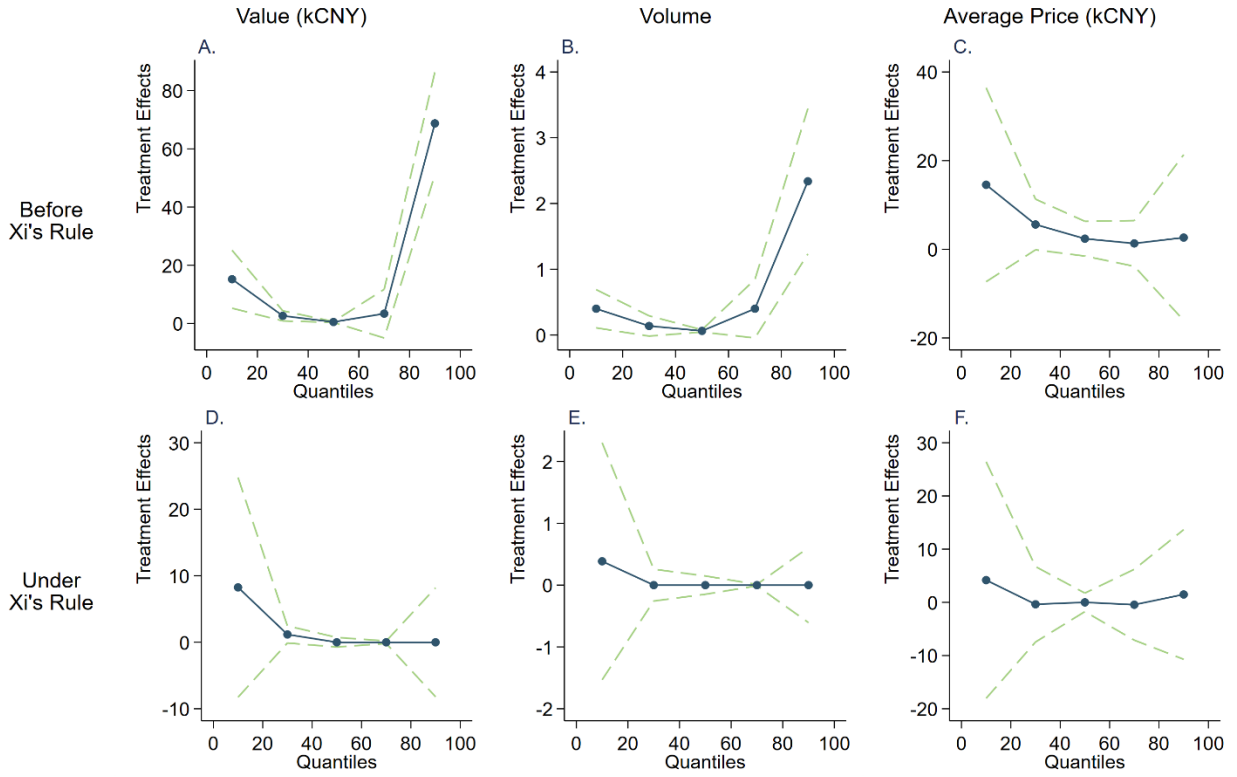 Value (kCNY)
Volume
Average Price (kCNY)
Before
Xi's Rule
A.
Treatment Effects
80
60
40
20
0
0 20 40 60 80 100
Quantiles
B.
Treatment Effects
4
3
2
1
0
0 20 40 60 80 100
Quantiles
C.
Treatment Effects
40
20
0
-20
0 20 40 60 80 100
Quantiles
Under
Xi's Rule
D.
Treatment Effects
30
20
10
0
-10
0 20 40 60 80 100
Quantiles
E.
Treatment Effects
2
1
0
-1
-2
0 20 40 60 80 100
Quantiles
F.
Treatment Effects
30
20
10
0
-10
-20
0 20 40 60 80 100
Quantiles